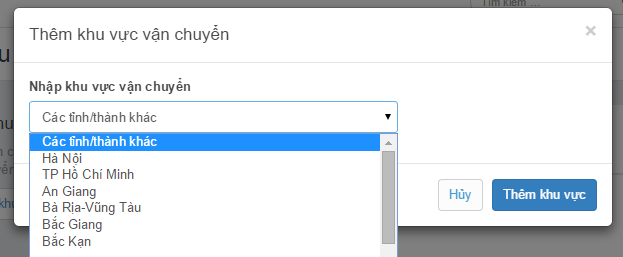 Tìm kiếm ...
Thêm khu vực vận chuyển
×
Nhập khu vực vận chuyển
Các tỉnh/thành khác
Các tỉnh/thành khác
Hà Nội
TP Hồ Chí Minh
An Giang
Bà Rịa-Vũng Tàu
Bắc Giang
Bắc Kạn
Hủy
Thêm khu vực